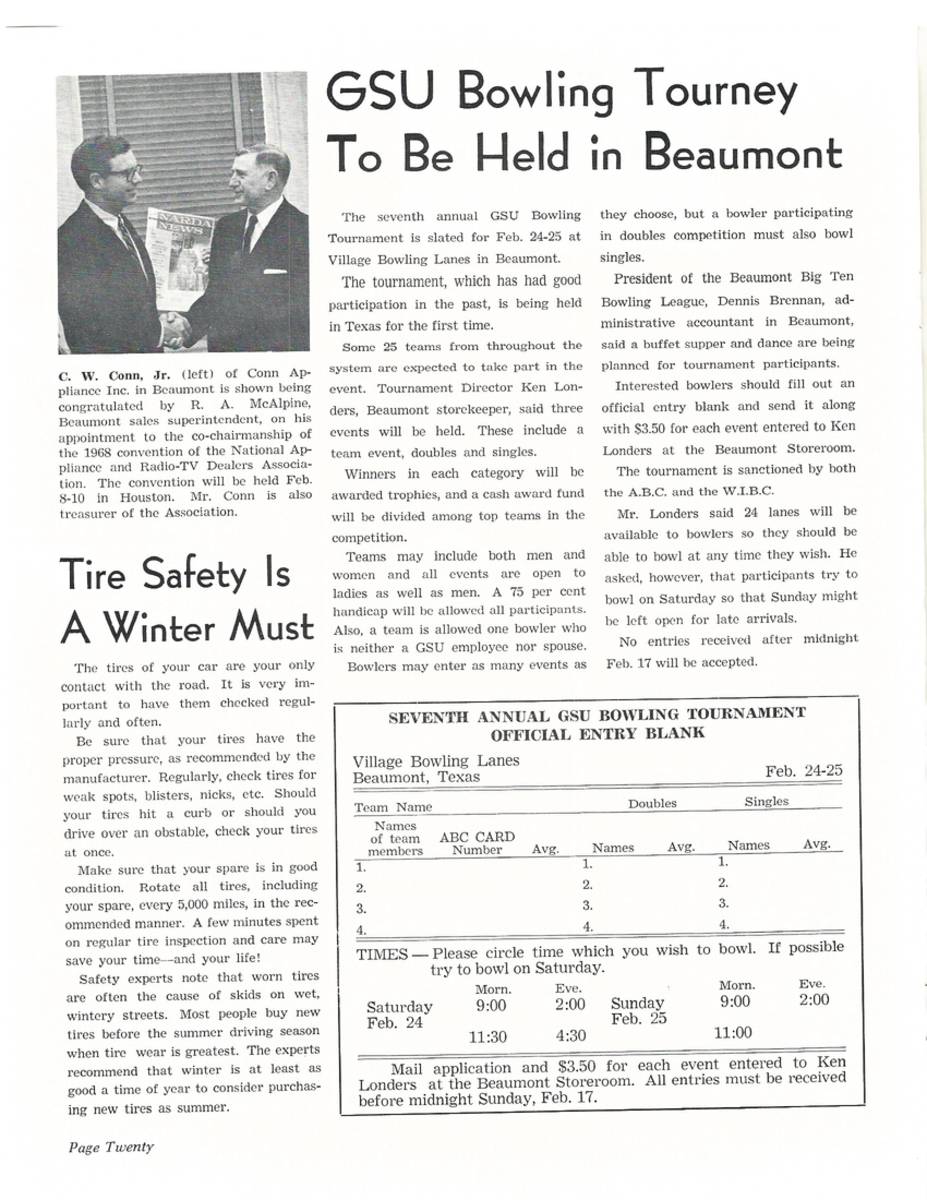 NARDA
NEWS
C. W. Conn, Jr. (left) of Conn Ap-
pliance Inc. in Beaumont is shown being
congratulated by R. A. McAlpine,
Beaumont sales superintendent, on his
appointment to the co-chairmanship of
the 1968 convention of the National Ap-
pliance and Radio-TV Dealers Associa-
tion. The convention will be held Feb.
8-10 in Houston. Mr. Conn is also
treasurer of the Association.
Tire Safety Is
A Winter Must
The tires of your car are your only
contact with the road. It is very im-
portant to have them checked regul-
larly and often.
Be sure that your tires have the
proper pressure, as recommended by the
manufacturer. Regularly, check tires for
weak spots, blisters, nicks, etc. Should
your tires hit a curb or should you
drive over an obstable, check your tires
at once.
Make sure that your spare is in good
condition. Rotate all tires, including
your spare, every 5,000 miles, in the rec-
ommended manner. A few minutes spent
on regular tire inspection and care may
save your time—and your life!
Safety experts note that worn tires
are often the cause of skids on wet,
wintery streets. Most people buy new
tires before the summer driving season
when tire wear is greatest. The experts
recommend that winter is at least as
good a time of year to consider purchas-
ing new tires as summer.
GSU Bowling Tourney
To Be Held in Beaumont
The seventh annual GSU Bowling
Tournament is slated for Feb. 24-25 at
Village Bowling Lanes in Beaumont.
The tournament, which has had good
participation in the past, is being held
in Texas for the first time.
Some 25 teams from throughout the
system are expected to take part in the
event. Tournament Director Ken Lon-
ders, Beaumont storekeeper, said three
events will be held. These include a
team event, doubles and singles.
Winners in each category will be
awarded trophies, and a cash award fund
will be divided among top teams in the
competition.
Teams may include both men and
women and all events are open to
ladies as well as men. A 75 per cent
handicap will be allowed all participants.
Also, a team is allowed one bowler who
is neither a GSU employee nor spouse.
Bowlers may enter as many events as
they choose, but a bowler participating
in doubles competition must also bowl
singles.
President of the Beaumont Big Ten
Bowling League, Dennis Brennan, ad-
ministrative accountant in Beaumont,
said a buffet supper and dance are being
planned for tournament participants.
Interested bowlers should fill out an
official entry blank and send it along
with $3.50 for each event entered to Ken
Londers at the Beaumont Storeroom.
The tournament is sanctioned by both
the A.B.C. and the W.I.B.C.
Mr. Londers said 24 lanes will be
available to bowlers so they should be
able to bowl at any time they wish. He
asked, however, that participants try to
bowl on Saturday so that Sunday might
be left open for late arrivals.
No entries received after midnight
Feb. 17 will be accepted.
SEVENTH ANNUAL GSU BOWLING TOURNAMENT
OFFICIAL ENTRY BLANK
Village Bowling Lanes
Beaumont, Texas Feb. 24-25
Team Name Doubles Singles
Names
of team ABC CARD
members Number Avg. Names Avg. Names Avg.
1. 1. 1.
2. 2. 2.
3. 3. 3.
4. 4. 4.
TIMES — Please circle time which you wish to bowl. If possible
try to bowl on Saturday.
Morn. Eve. Morn. Eve.
Saturday 9:00 2:00 Sunday 9:00 2:00
Feb. 24 Feb. 25
11:30 4:30 11:00
Mail application and $3.50 for each event entered to Ken
Londers at the Beaumont Storeroom. All entries must be received
before midnight Sunday, Feb. 17.
Page Twenty